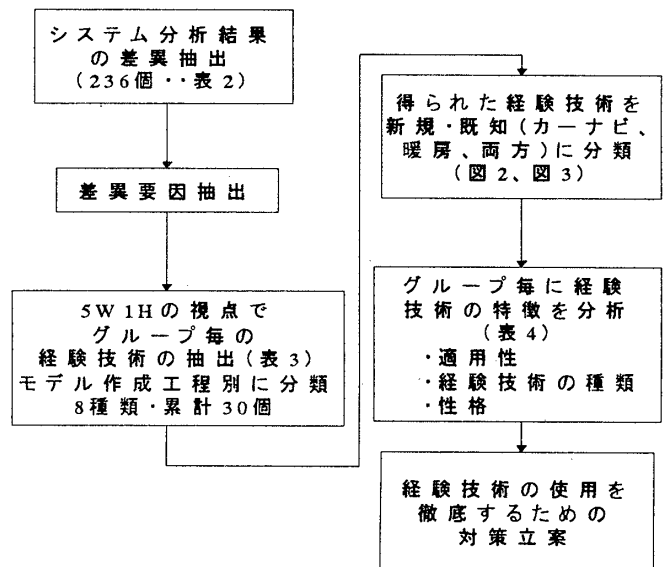 システム分析結果
の差異抽出
(236個・・表2)
差異要因抽出
5W1Hの視点で
グループ毎の
経験技術の抽出(表3)
モデル作成工程別に分類
8種類・累計30個
得られた経験技術を
新規・既知(カーナビ、
暖房、両方)に分類
(図2、図3)
グループ毎に経験
技術の特徴を分析
(表4)
・適用性
・経験技術の種類
・性格
経験技術の使用を
徹底するための
対策立案